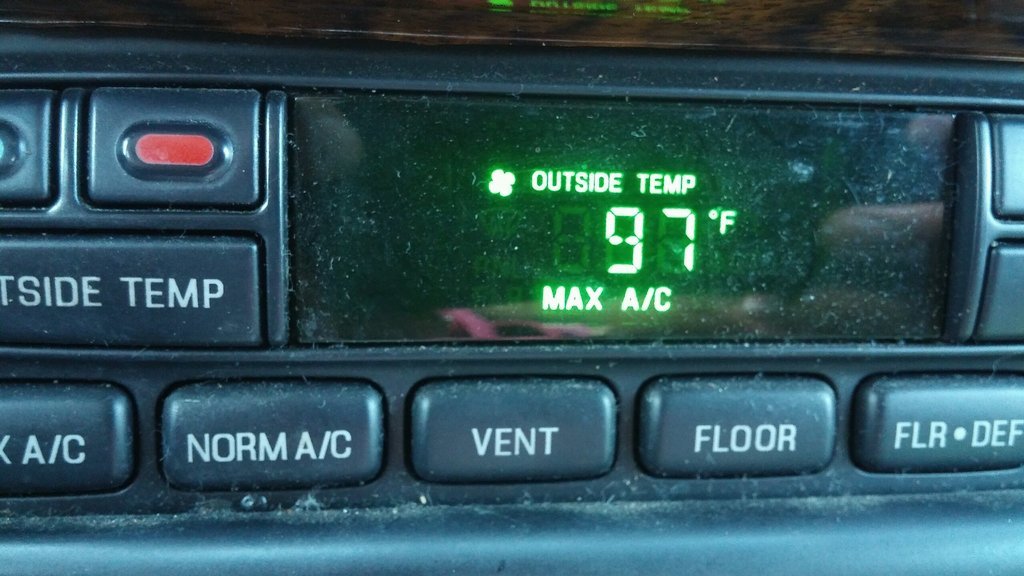 OUTSIDE TEMP
97 °F
MAX A/C
TSIDE TEMP
X A/C
NORM A/C
VENT
FLOOR
FLR • DEF